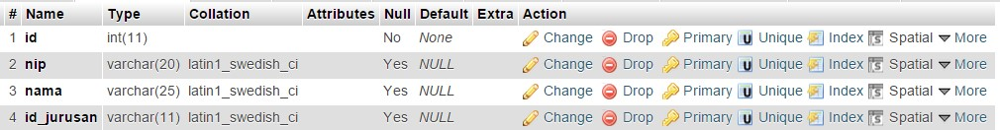 # Name Type Collation Attributes Null Default Extra Action
1 id int(11) No None Change Drop Primary U Unique Index S Spatial More
2 nip varchar(20) latin1_swedish_ci Yes NULL Change Drop Primary U Unique Index S Spatial More
3 nama varchar(25) latin1_swedish_ci Yes NULL Change Drop Primary U Unique Index S Spatial More
4 id_jurusan varchar(11) latin1_swedish_ci Yes NULL Change Drop Primary U Unique Index S Spatial More